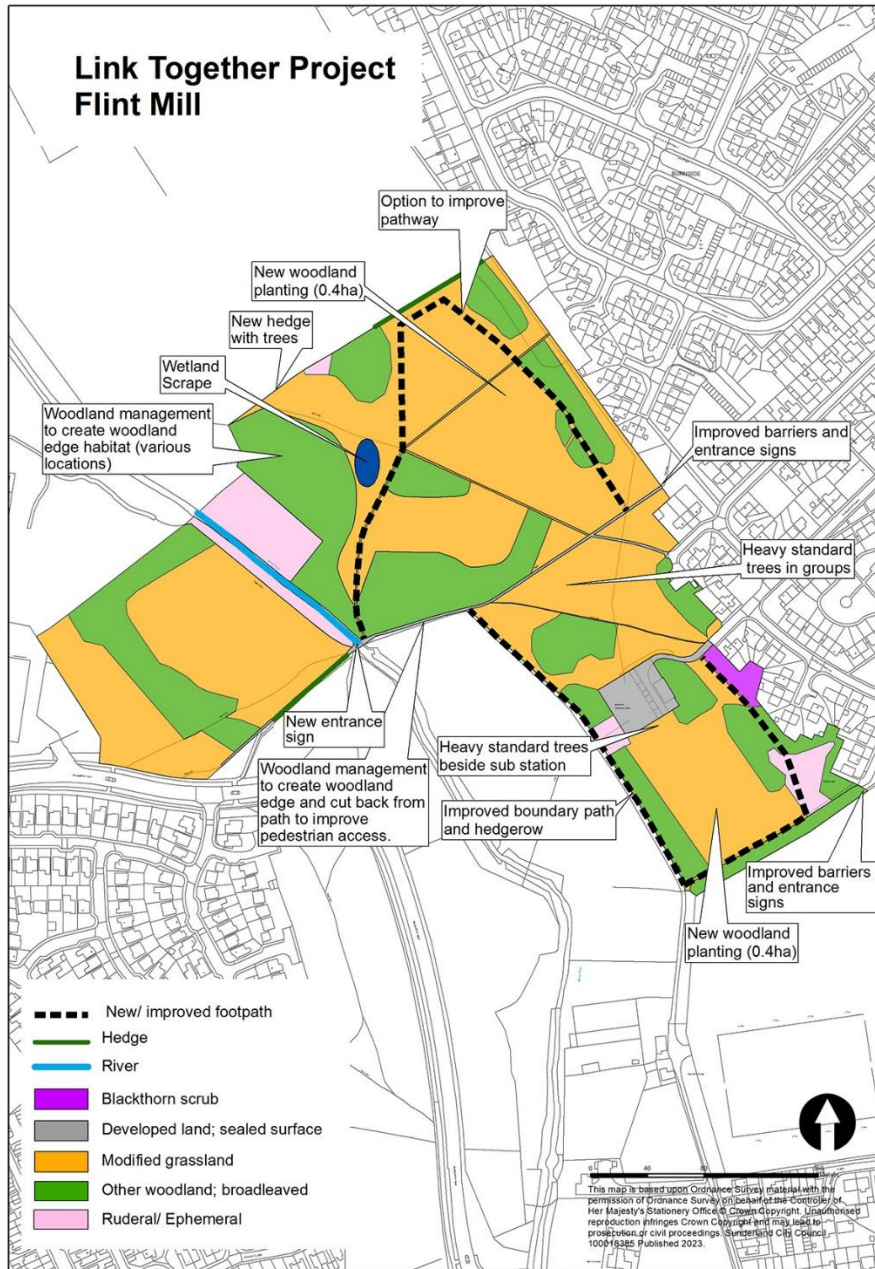 Link Together Project
Flint Mill
BURNSIDE
Option to improve
pathway
New woodland
planting (0.4ha)
New hedge
with trees
Wetland
Scrape
Woodland management
to create woodland
edge habitat (various
locations)
Improved barriers and
entrance signs
Heavy standard
trees in groups
New entrance
sign
Heavy standard trees
beside sub station
Woodland management
to create woodland
edge and cut back from
path to improve
pedestrian access.
Improved boundary path
and hedgerow
Improved barriers
and entrance
signs
New woodland
planting (0.4ha)
New/ improved footpath
Hedge
River
Blackthorn scrub
Developed land; sealed surface
Modified grassland
Other woodland; broadleaved
Ruderal/ Ephemeral
0 40 80
This map is based upon Ordnance Survey material with the
permission of Ordnance Survey on behalf of the Controller of
Her Majesty's Stationery Office © Crown Copyright. Unauthorised
reproduction infringes Crown Copyright and may lead to
prosecution or civil proceedings. Sunderland City Council
100018385 Published 2023.